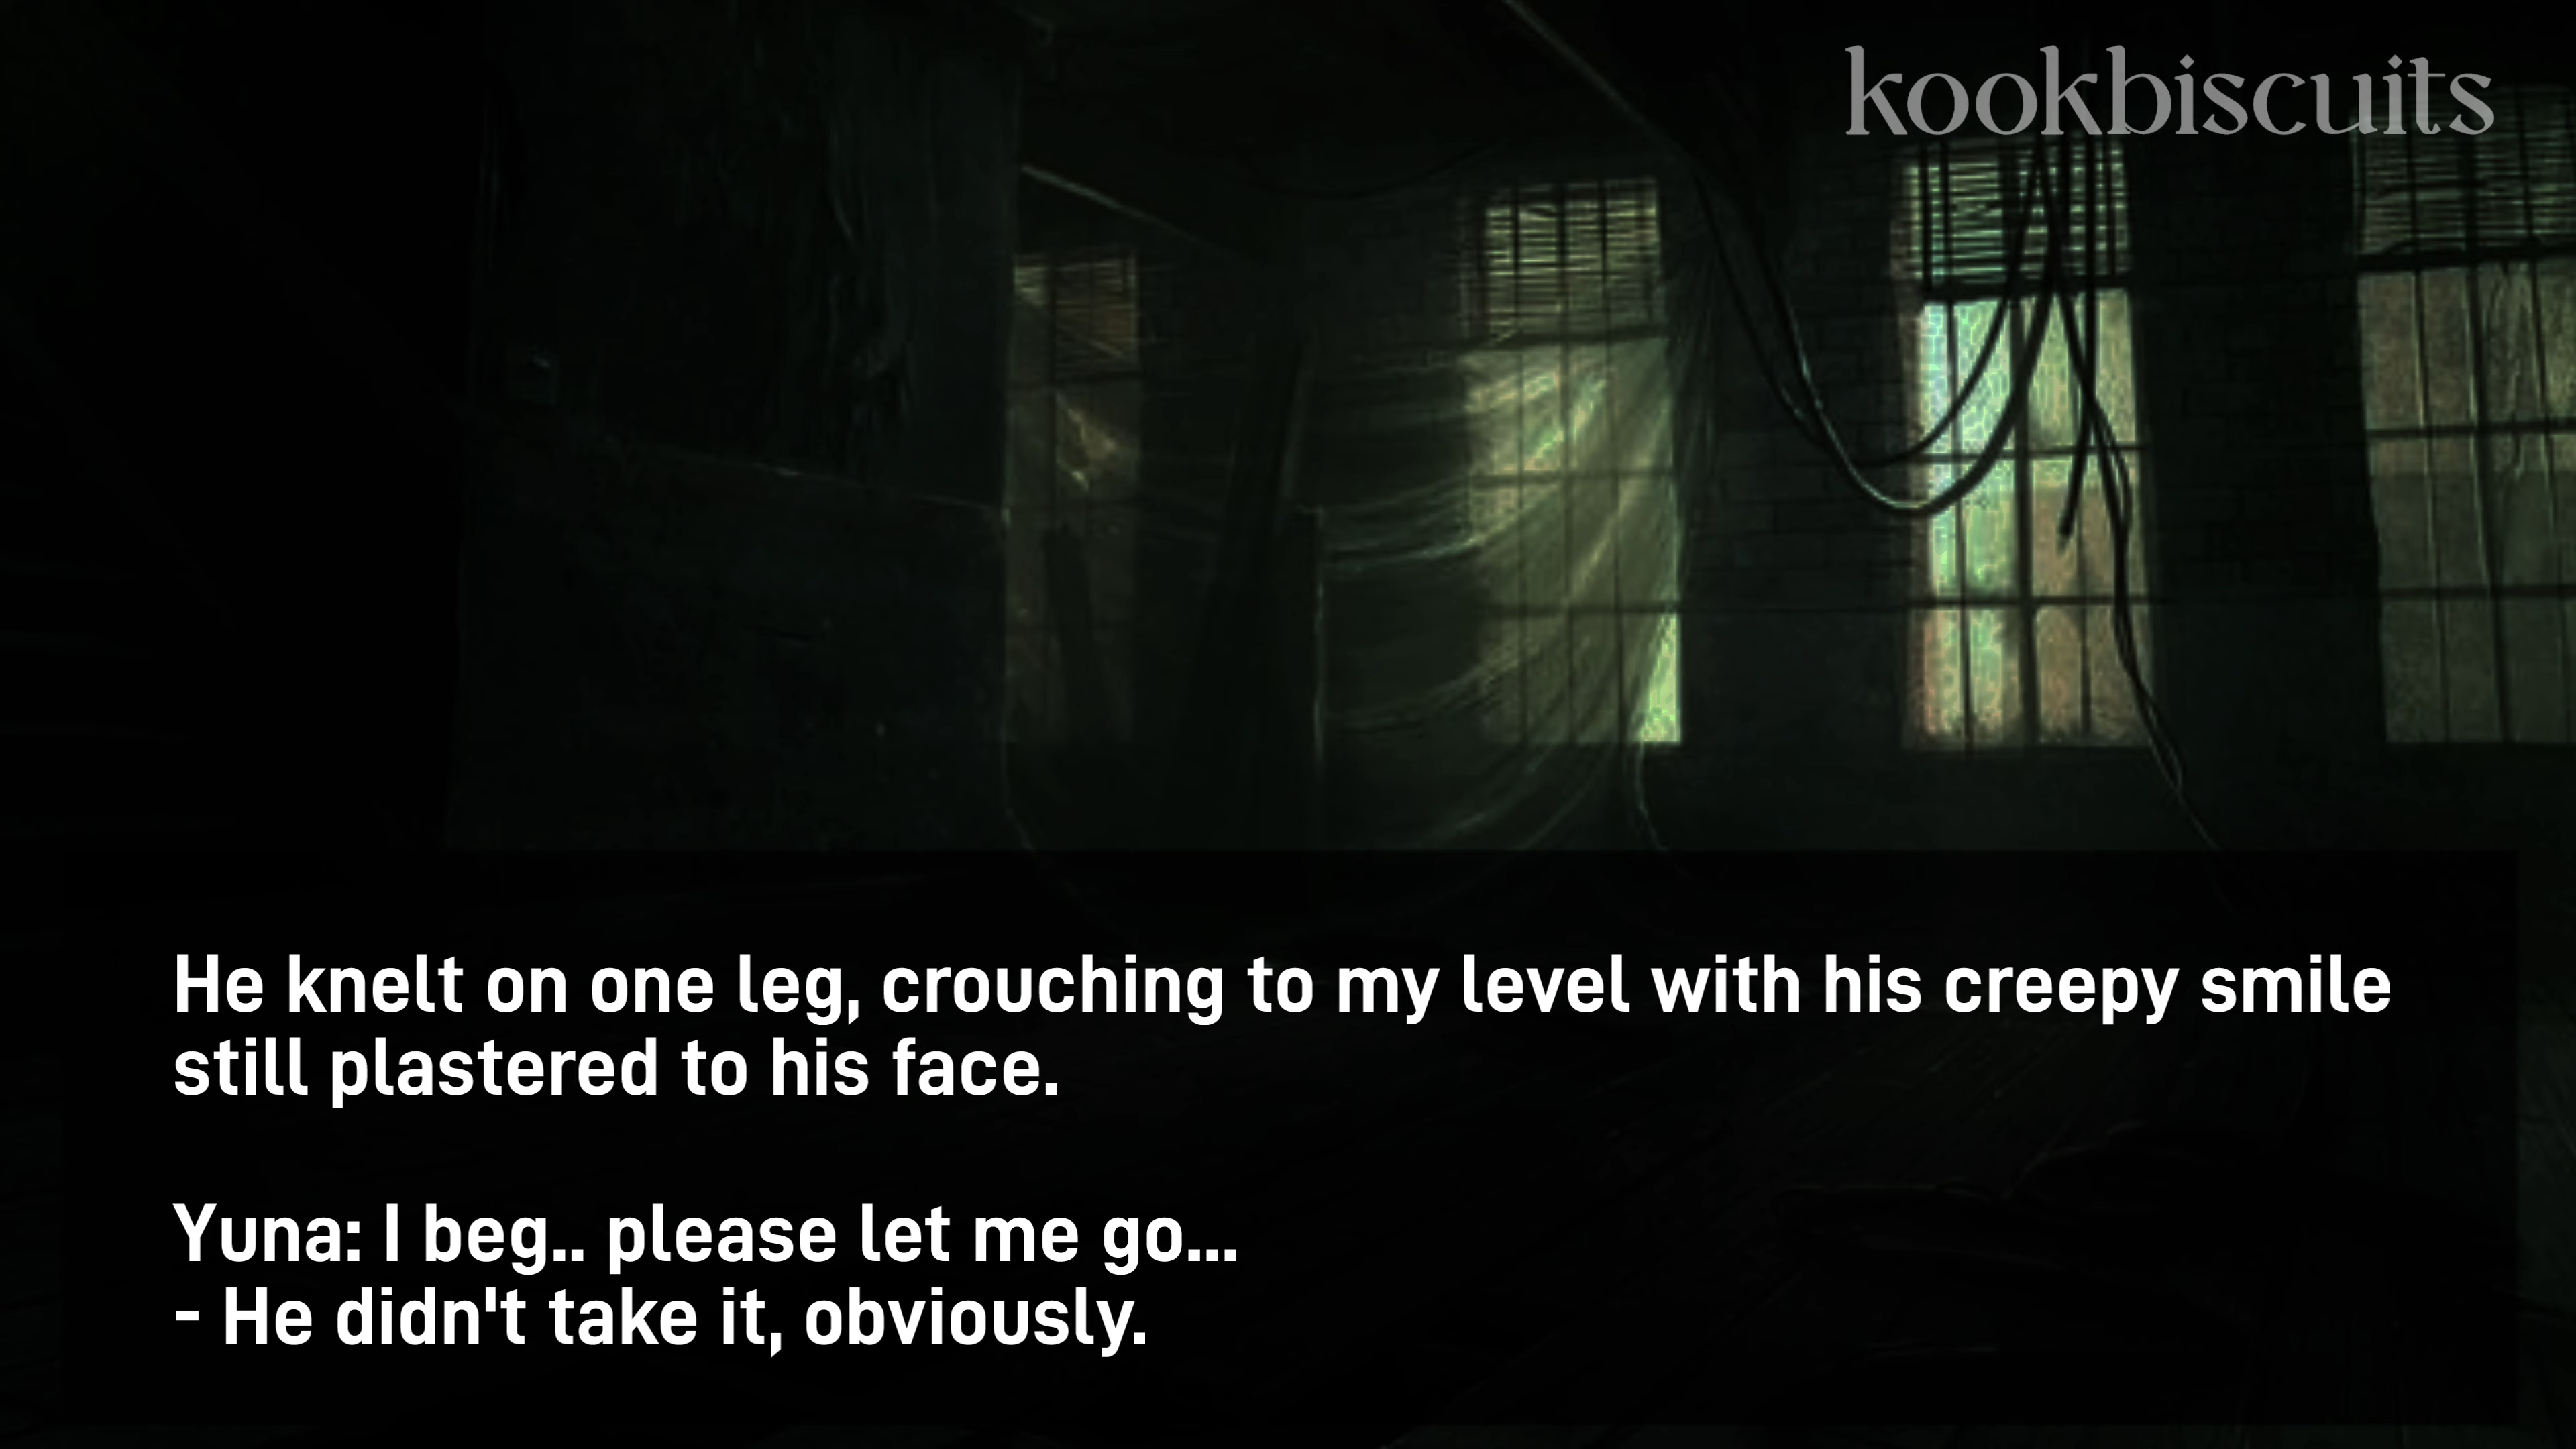 kookbiscuits
He knelt on one leg, crouching to my level with his creepy smile
still plastered to his face.
Yuna: I beg.. please let me go...
- He didn't take it, obviously.